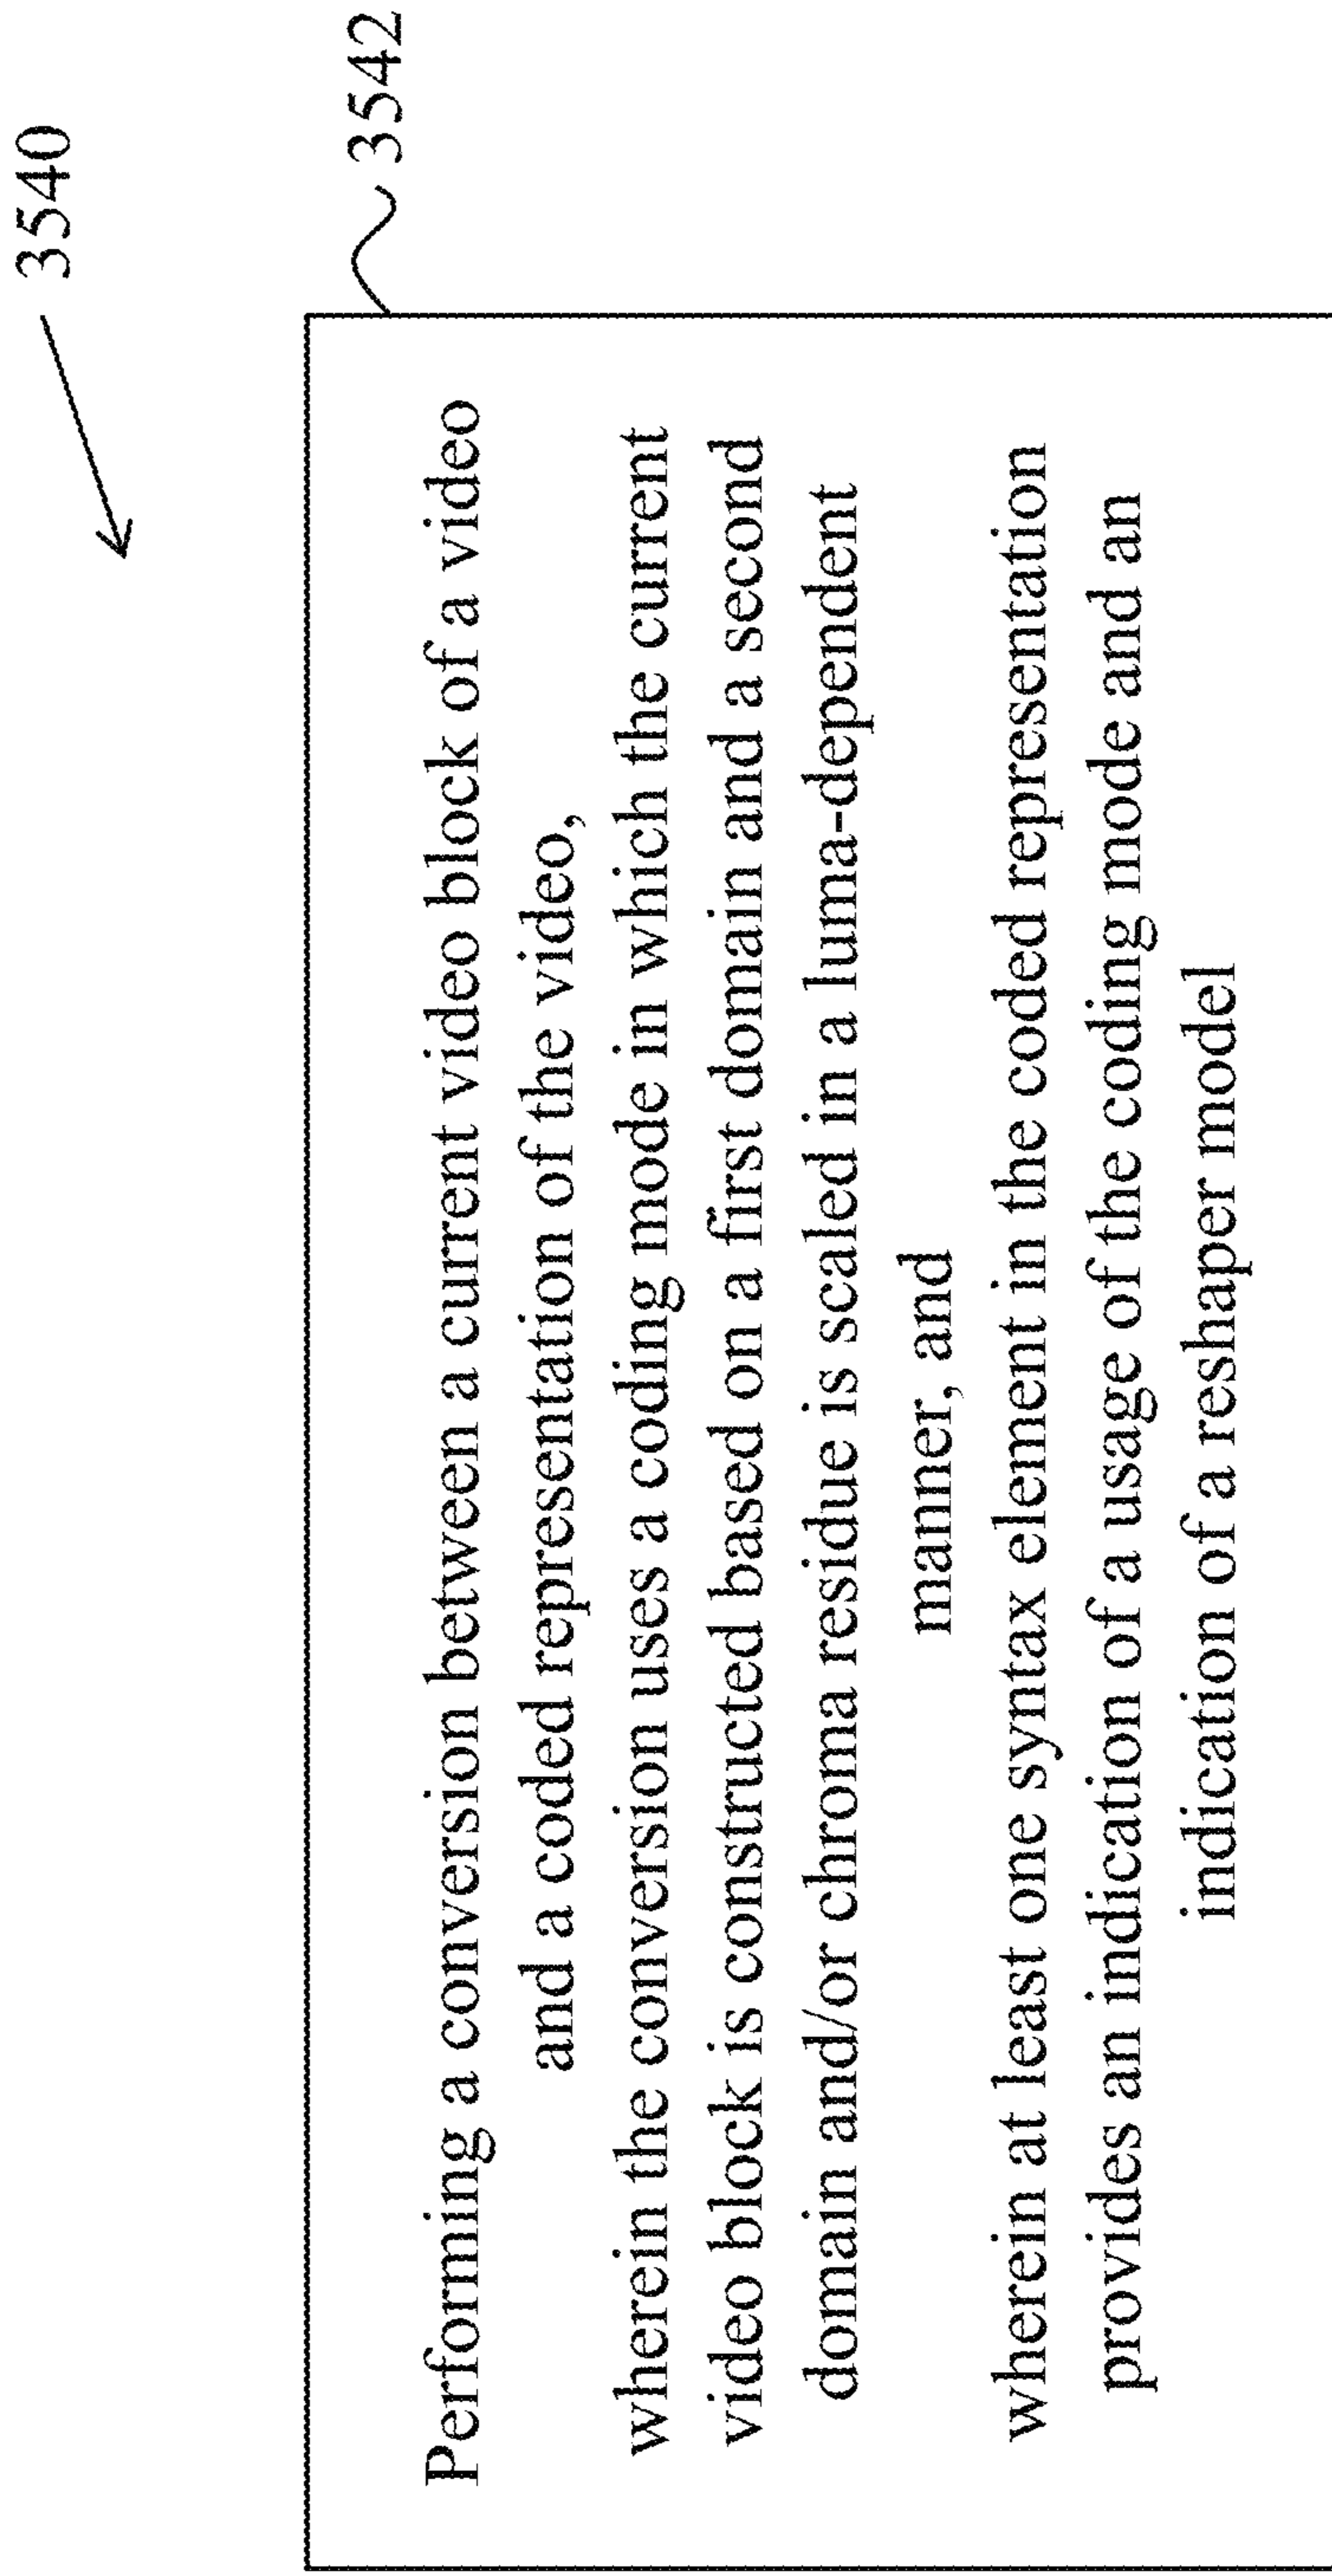 3540
3542
Performing a conversion between a current video block of a video
and a coded representation of the video,
wherein the conversion uses a coding mode in which the current
video block is constructed based on a first domain and a second
domain and/or chroma residue is scaled in a luma-dependent
manner, and
wherein at least one syntax element in the coded representation
provides an indication of a usage of the coding mode and an
indication of a reshaper model